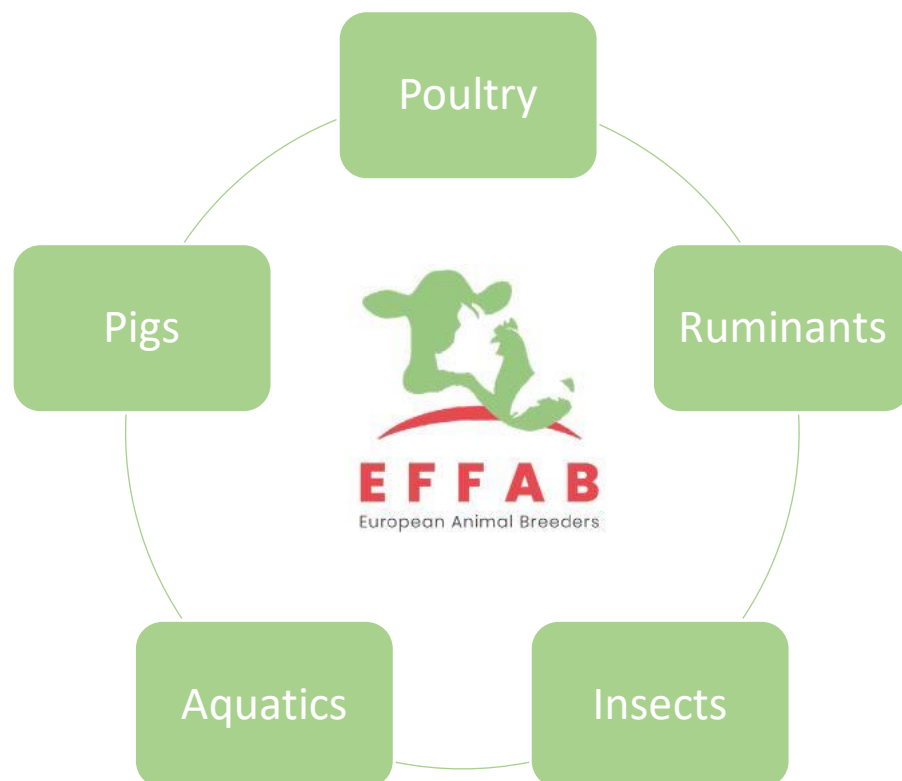 Poultry
Pigs
Ruminants
EFFAB
European Animal Breeders
Aquatics
Insects